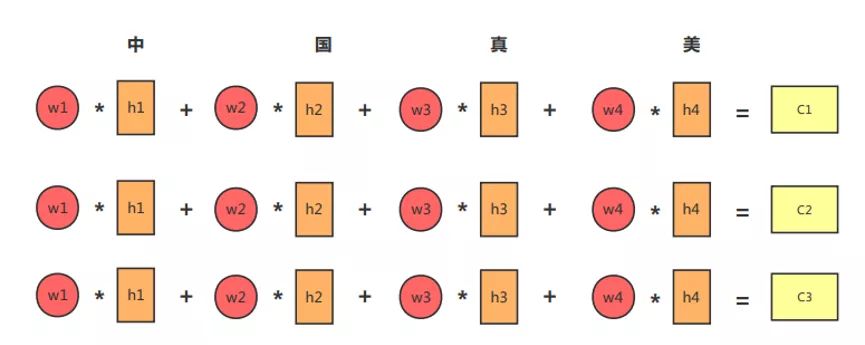 中 国 真 美
w1 * h1 + w2 * h2 + w3 * h3 + w4 * h4 = C1
w1 * h1 + w2 * h2 + w3 * h3 + w4 * h4 = C2
w1 * h1 + w2 * h2 + w3 * h3 + w4 * h4 = C3